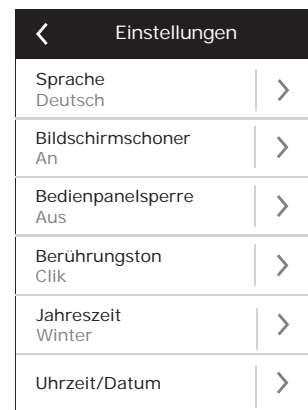 Einstellungen
Sprache
Deutsch
Bildschirmschoner
An
Bedienpanelsperre
Aus
Berührungston
Clik
Jahreszeit
Winter
Uhrzeit/Datum